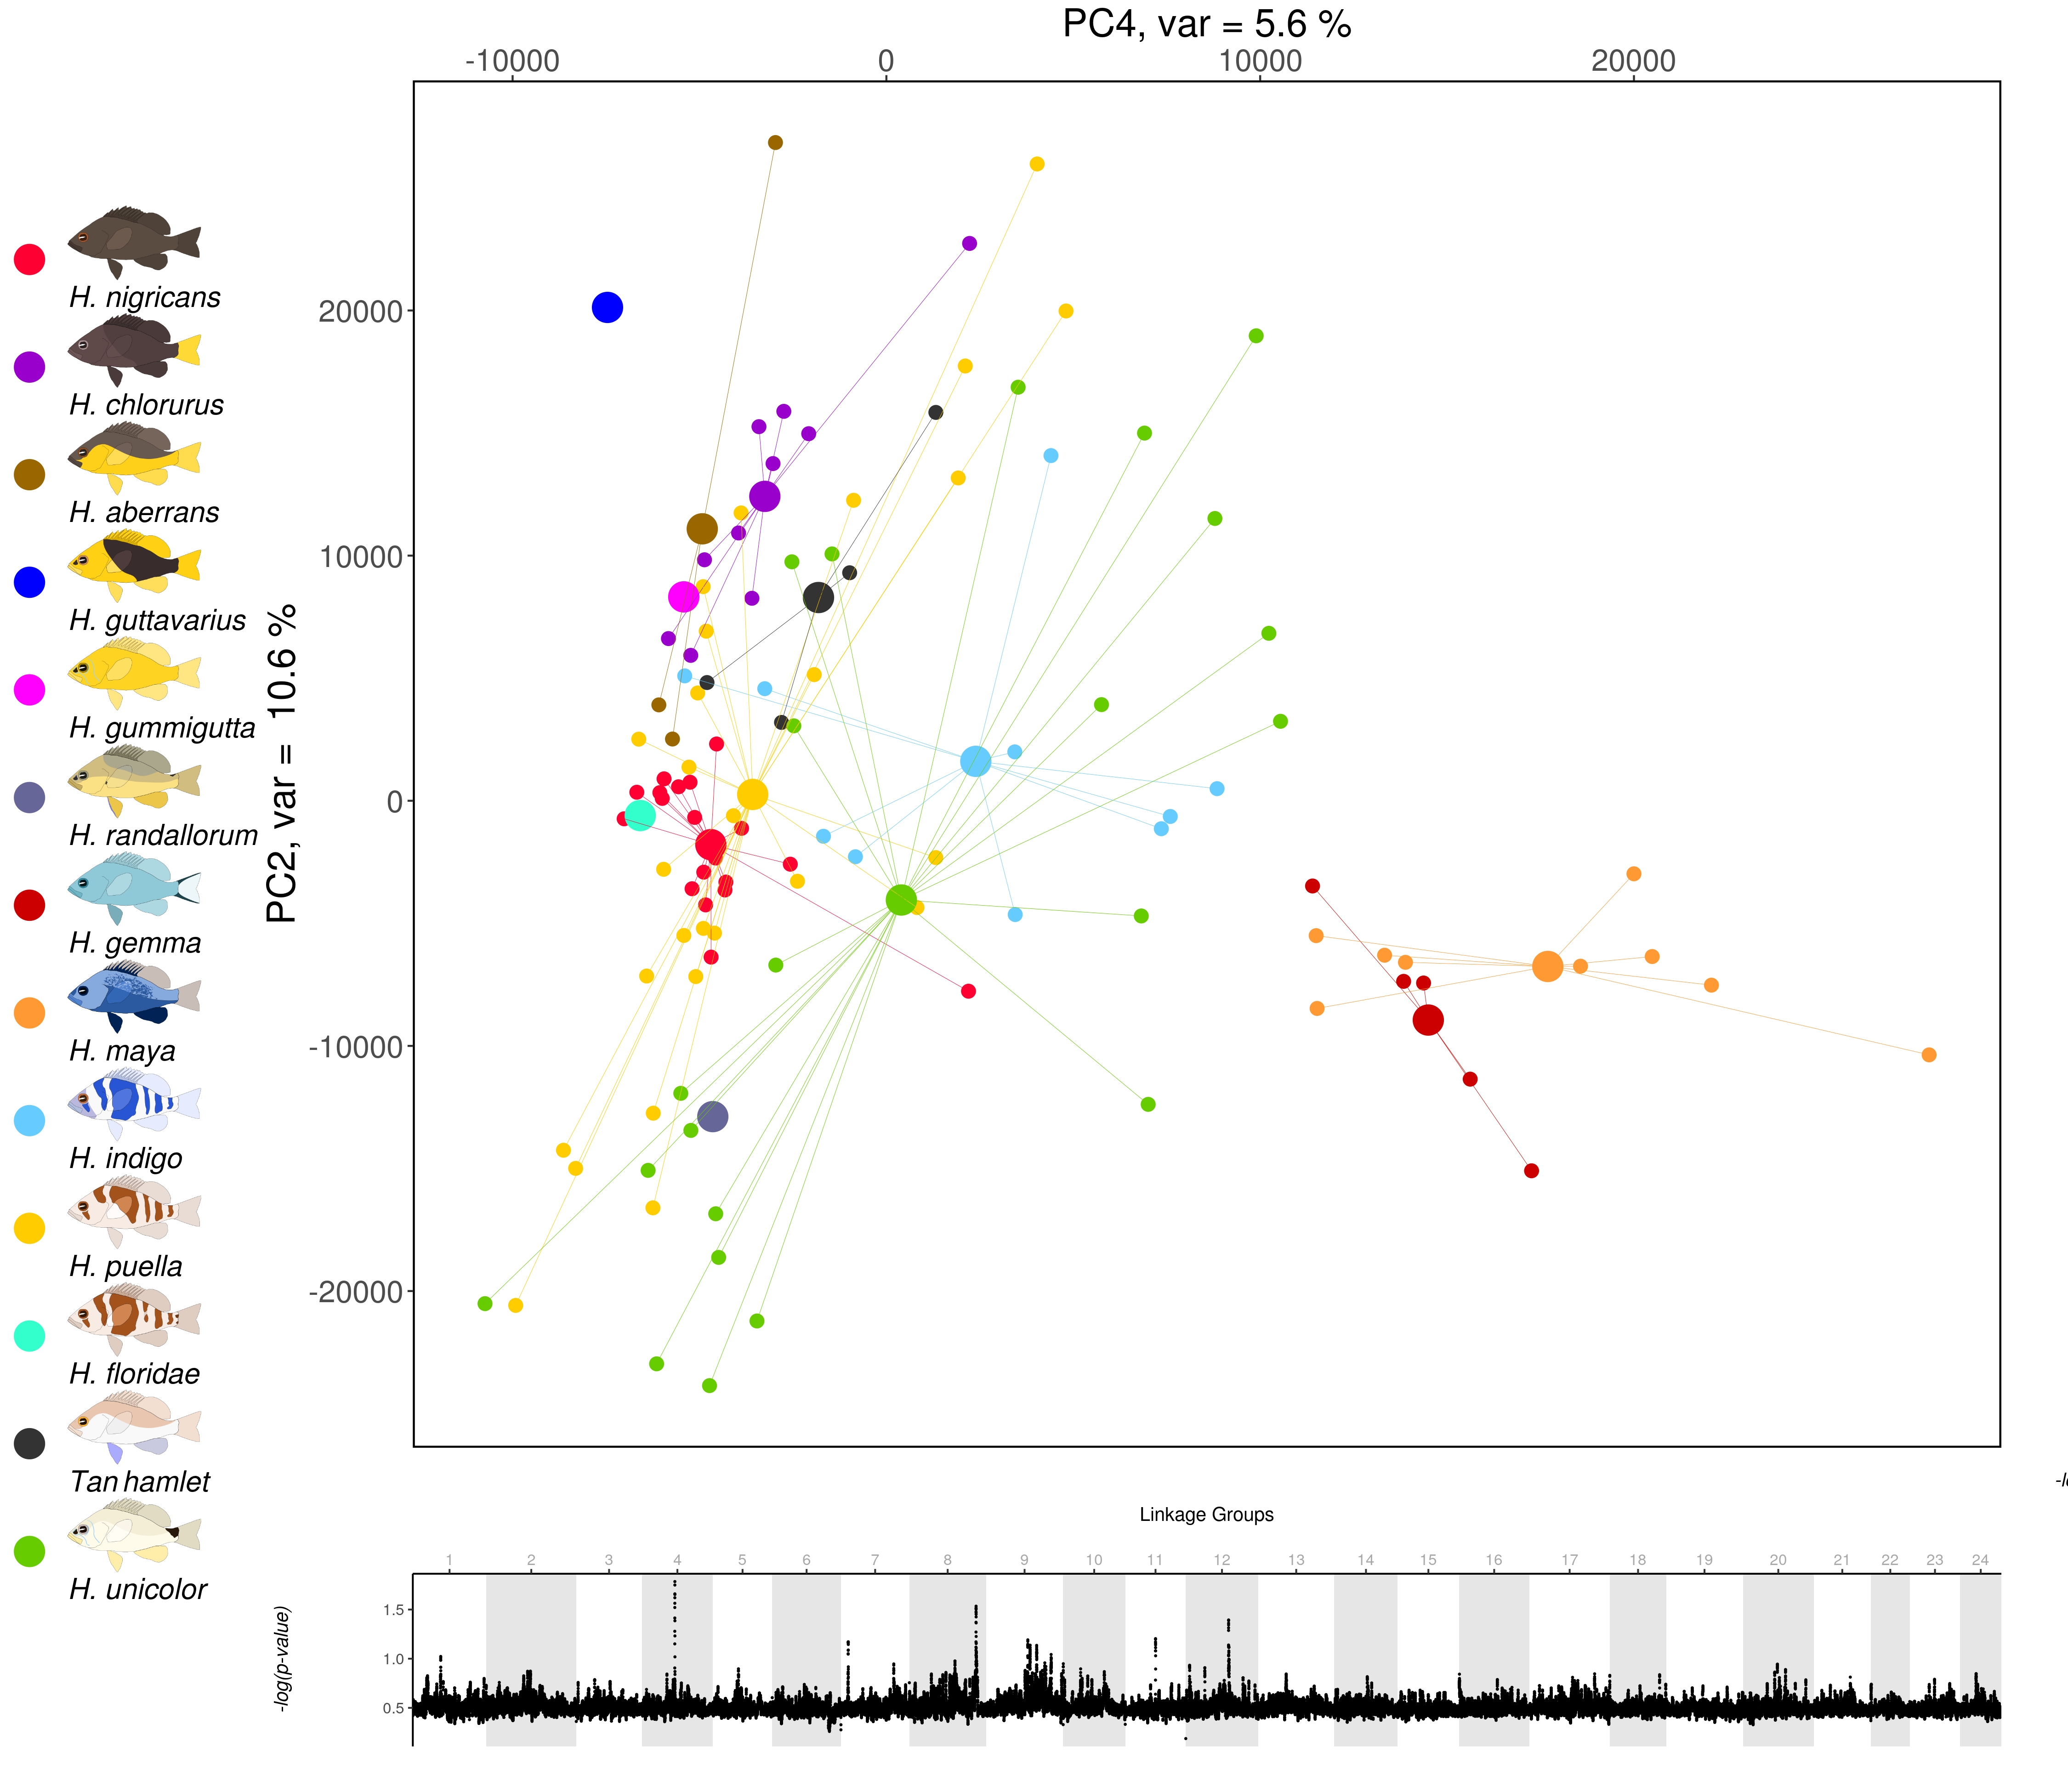 PC4, var = 5.6 %
-10000 0 10000 20000
H. nigricans
H. chlorurus
H. aberrans
H. guttavarius
H. gummigutta
H. randallorum
H. gemma
H. maya
H. indigo
H. puella
H. floridae
Tan hamlet
H. unicolor
PC2, var = 10.6 %
20000
10000
0
-10000
-20000
Linkage Groups
1 2 3 4 5 6 7 8 9 10 11 12 13 14 15 16 17 18 19 20 21 22 23 24
-log(p-value)
1.5
1.0
0.5